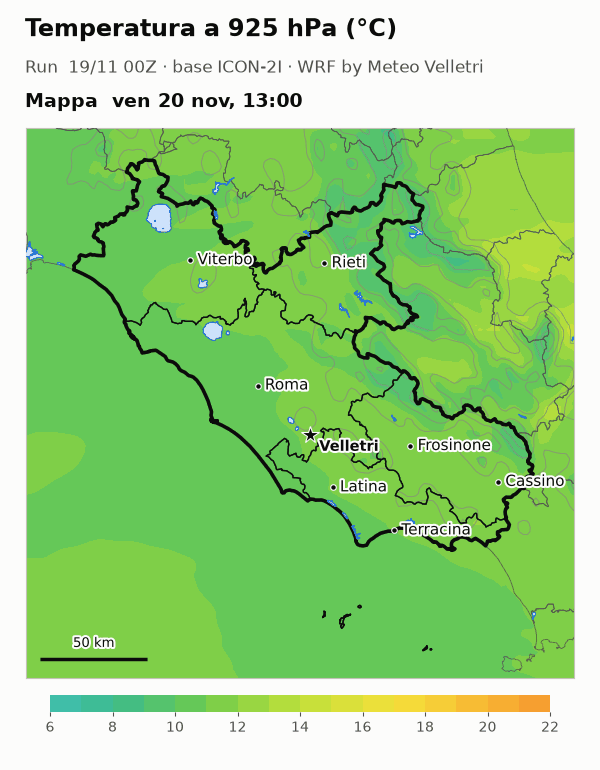 Temperatura a 925 hPa (°C)
Run  19/11 00Z · base ICON-2I · WRF by Meteo Velletri
Mappa  ven 20 nov, 13:00
Viterbo
Rieti
Roma
Velletri
Frosinone
Cassino
Latina
Terracina
50 km
6 8 10 12 14 16 18 20 22